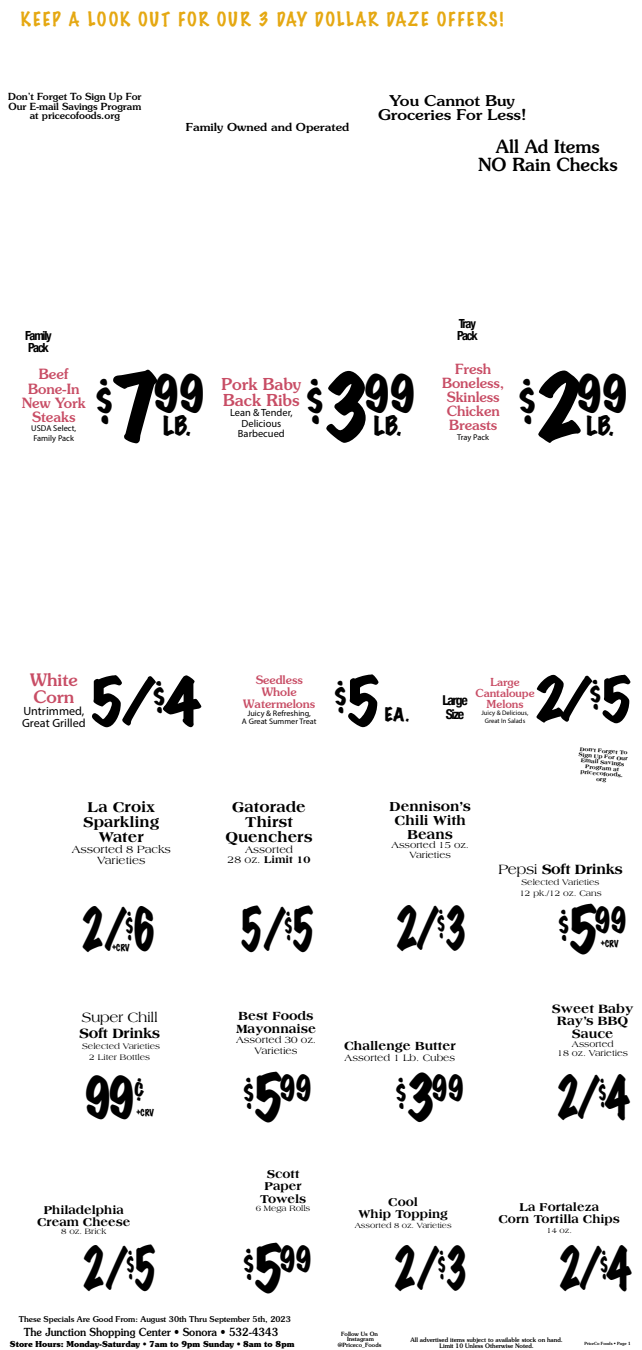 KEEP A LOOK OUT FOR OUR 3 DAY DOLLAR DAZE OFFERS!
Don't Forget To Sign Up For
Our E-mail Savings Program
at pricecofoods.org
Family Owned and Operated
You Cannot Buy
Groceries For Less!
All Ad Items
NO Rain Checks
Family
Pack
Beef
Bone-In
New York
Steaks
USDA Select,
Family Pack
$7.99
LB.
Pork Baby
Back Ribs
Lean & Tender,
Delicious
Barbecued
$3.99
LB.
Tray
Pack
Fresh
Boneless,
Skinless
Chicken
Breasts
Tray Pack
$2.99
LB.
White
Corn
Untrimmed,
Great Grilled
5/$4
Seedless
Whole
Watermelons
Juicy & Refreshing,
A Great Summer Treat
$5 EA.
Large
Size
Large
Cantaloupe
Melons
Juicy & Delicious,
Great In Salads
2/$5
Don't Forget To
Sign Up For Our
Email Savings
Program at
pricecofoods.
org
La Croix
Sparkling
Water
Assorted 8 Packs
Varieties
2/$6
+CRV
Gatorade
Thirst
Quenchers
Assorted
28 oz. Limit 10
5/$5
Dennison's
Chili With
Beans
Assorted 15 oz.
Varieties
2/$3
Pepsi Soft Drinks
Selected Varieties
12 pk./12 oz. Cans
$5.99
+CRV
Super Chill
Soft Drinks
Selected Varieties
2 Liter Bottles
99¢
+CRV
Best Foods
Mayonnaise
Assorted 30 oz.
Varieties
$5.99
Challenge Butter
Assorted 1 Lb. Cubes
$3.99
Sweet Baby
Ray's BBQ
Sauce
Assorted
18 oz. Varieties
2/$4
Philadelphia
Cream Cheese
8 oz. Brick
2/$5
Scott
Paper
Towels
6 Mega Rolls
$5.99
Cool
Whip Topping
Assorted 8 oz. Varieties
2/$3
La Fortaleza
Corn Tortilla Chips
14 oz.
2/$4
These Specials Are Good From: August 30th Thru September 5th, 2023
The Junction Shopping Center • Sonora • 532-4343
Store Hours: Monday-Saturday • 7am to 9pm Sunday • 8am to 8pm
Follow Us On
Instagram
@Priceco_Foods
All advertised items subject to available stock on hand.
Limit 10 Unless Otherwise Noted.
PriceCo Foods • Page 1